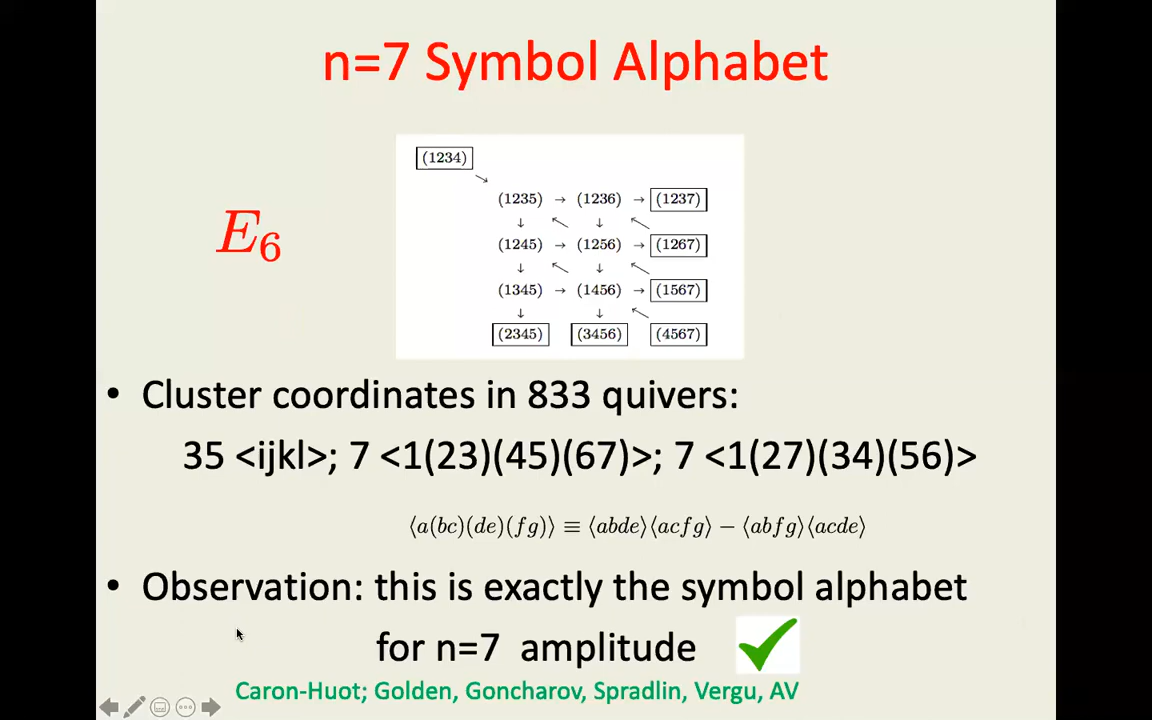 n=7 Symbol Alphabet
(1234)
(1235) → (1236) → (1237)
(1245) → (1256) → (1267)
(1345) → (1456) → (1567)
(2345) (3456) (4567)
E₆
• Cluster coordinates in 833 quivers:
35 <ijkl>; 7 <1(23)(45)(67)>; 7 <1(27)(34)(56)>
⟨a(bc)(de)(fg)⟩ ≡ ⟨abde⟩⟨acfg⟩ − ⟨abfg⟩⟨acde⟩
• Observation: this is exactly the symbol alphabet
for n=7 amplitude
Caron-Huot; Golden, Goncharov, Spradlin, Vergu, AV